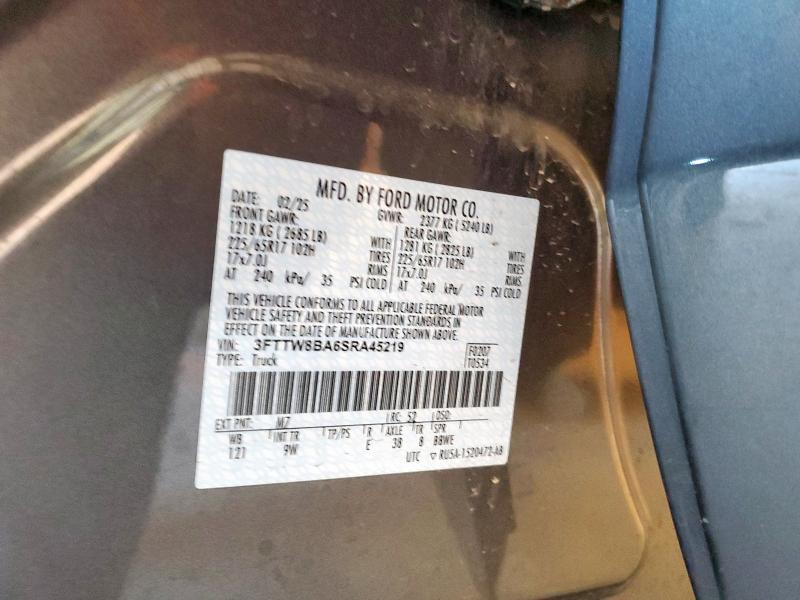 MFD. BY FORD MOTOR CO.
DATE: 02/25 GVWR: 2377 KG ( 5240 LB)
FRONT GAWR: REAR GAWR:
1218 KG ( 2685 LB) WITH 1281 KG ( 2825 LB) WITH
225/65R17 102H TIRES 225/65R17 102H TIRES
17x7.0J RIMS 17x7.0J RIMS
AT 240 kPa/ 35 PSI COLD AT 240 kPa/ 35 PSI COLD
THIS VEHICLE CONFORMS TO ALL APPLICABLE FEDERAL MOTOR
VEHICLE SAFETY AND THEFT PREVENTION STANDARDS IN
EFFECT ON THE DATE OF MANUFACTURE SHOWN ABOVE.
VIN: 3FTTW8BA6SRA45219 F0207
TYPE: Truck T0534
EXT PNT: M7 RC: 52 DSO:
WB INT TR TP/PS R AXLE TR SPR
121 9W E 38 8 BBWE
UTC ▽ RU5A-1520472-AB